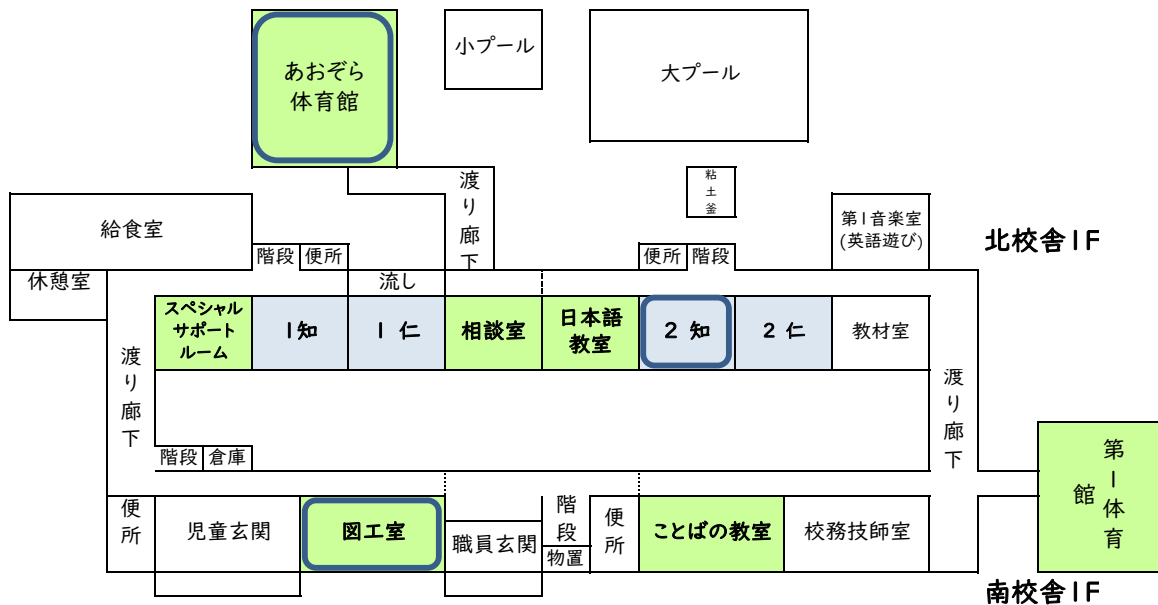 あおぞら
体育館
小プール
大プール
渡り廊下
粘土釜
給食室
第1音楽室
(英語遊び)
北校舎1F
階段
便所
便所
階段
休憩室
流し
スペシャル
サポート
ルーム
1知
1 仁
相談室
日本語
教室
2 知
2 仁
教材室
渡り廊下
渡り廊下
階段
倉庫
第1体育
館
便所
児童玄関
図工室
職員玄関
階段
物置
便所
ことばの教室
校務技師室
南校舎1F